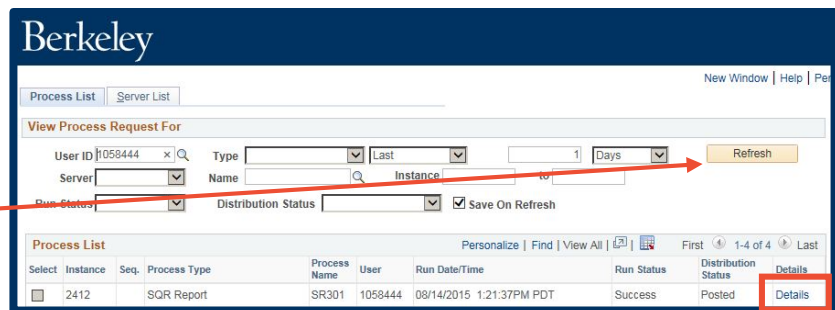 Berkeley
New Window | Help | Per
Process List Server List
View Process Request For
User ID 1058444 × Type Last 1 Days Refresh
Server Name Instance to
Run Status Distribution Status Save On Refresh
Process List Personalize | Find | View All | First 1-4 of 4 Last
Select Instance Seq. Process Type Process Name User Run Date/Time Run Status Distribution Status Details
2412 SQR Report SR301 1058444 08/14/2015 1:21:37PM PDT Success Posted Details